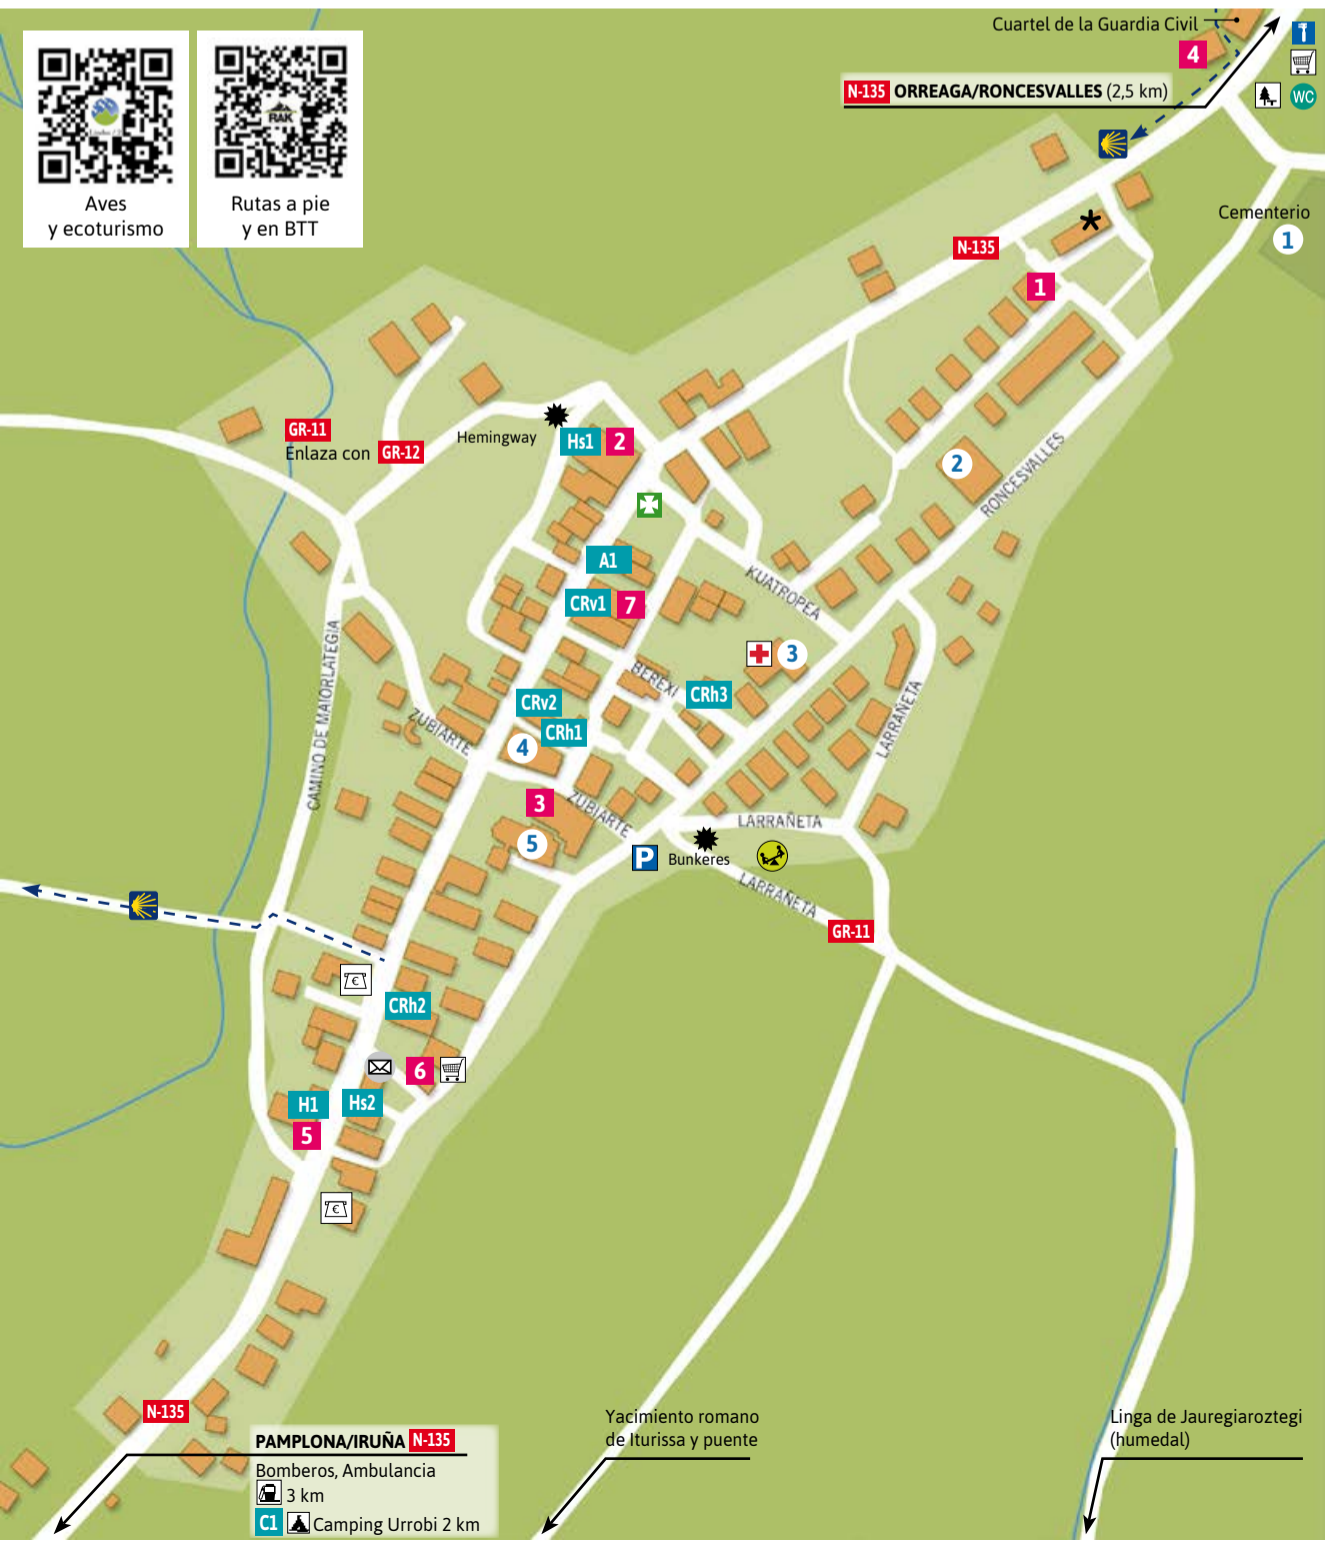 Cuartel de la Guardia Civil
4
N-135 ORREAGA/RONCESVALLES (2,5 km)
WC
RAK
Aves
y ecoturismo
Rutas a pie
y en BTT
Cementerio
1
N-135
1
GR-11
Enlaza con GR-12
Hemingway
Hs1 2
2
RONCESVALLES
A1
KUATROPEA
CRv1 7
3
BEREXI
CRh3
CAMINO DE MAIORLATEGIA
ZUBIARTE
CRv2
CRh1
4
LARRAÑETA
3
ZUBIARTE
5
LARRAÑETA
P
Bunkeres
LARRAÑETA
GR-11
€
CRh2
6
H1
Hs2
5
€
N-135
PAMPLONA/IRUÑA N-135
Bomberos, Ambulancia
3 km
C1 Camping Urrobi 2 km
Yacimiento romano
de Iturissa y puente
Linga de Jauregiaroztegi
(humedal)